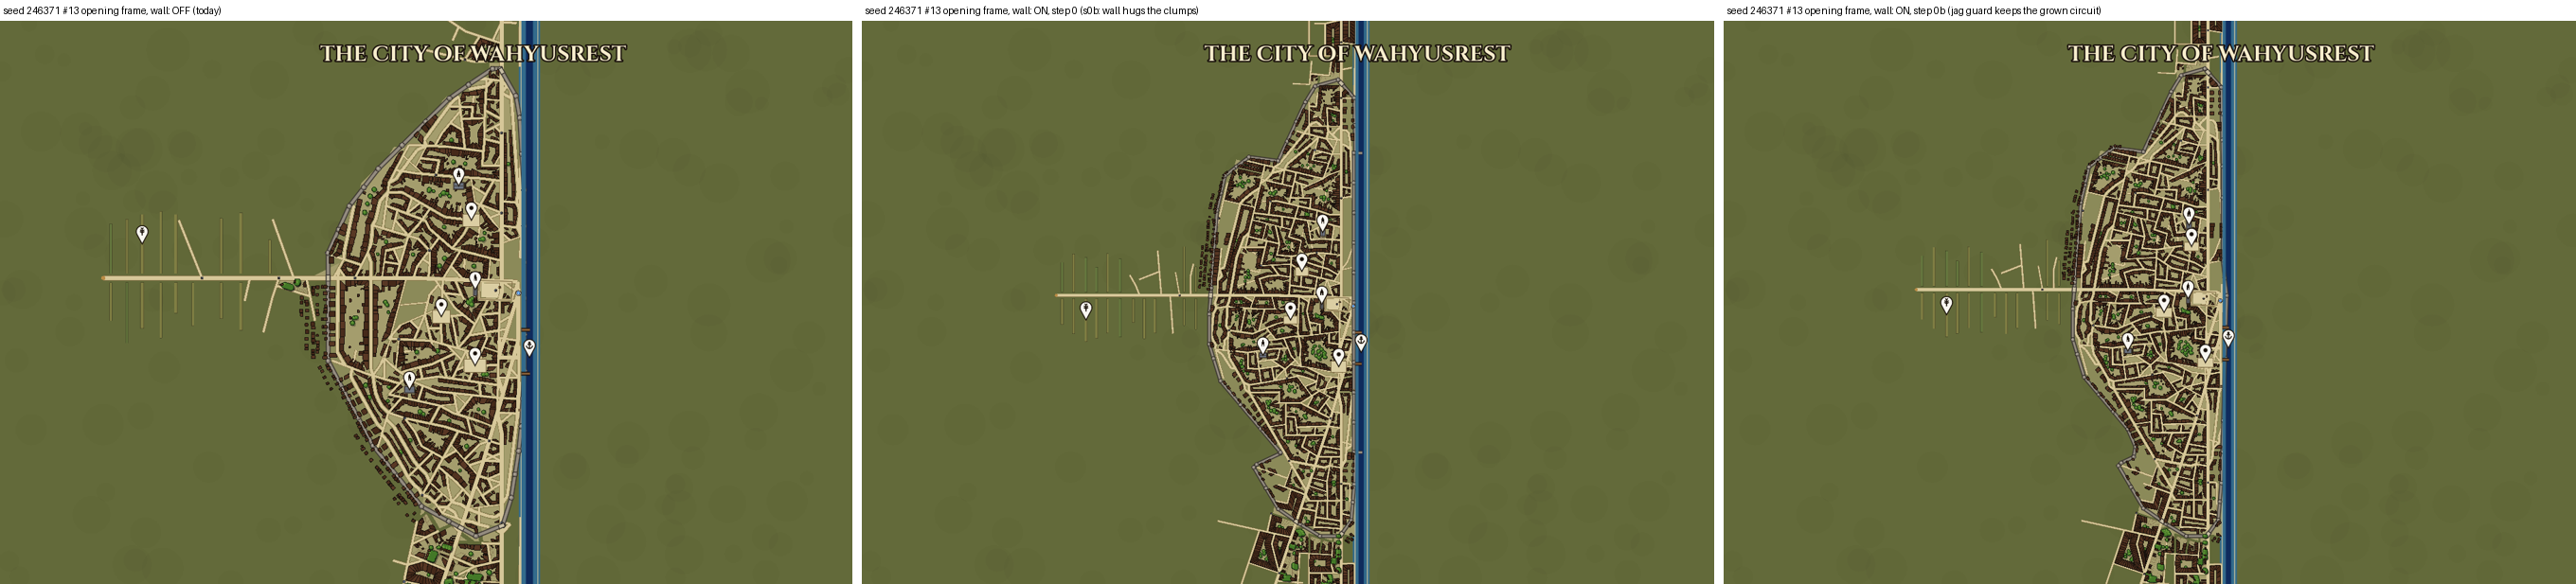 seed 246371 #13 opening frame, wall: OFF (today)
THE CITY OF WAHYUSREST
seed 246371 #13 opening frame, wall: ON, step 0 (s0b: wall hugs the clumps)
THE CITY OF WAHYUSREST
seed 246371 #13 opening frame, wall: ON, step 0b (jag guard keeps the grown circuit)
THE CITY OF WAHYUSREST